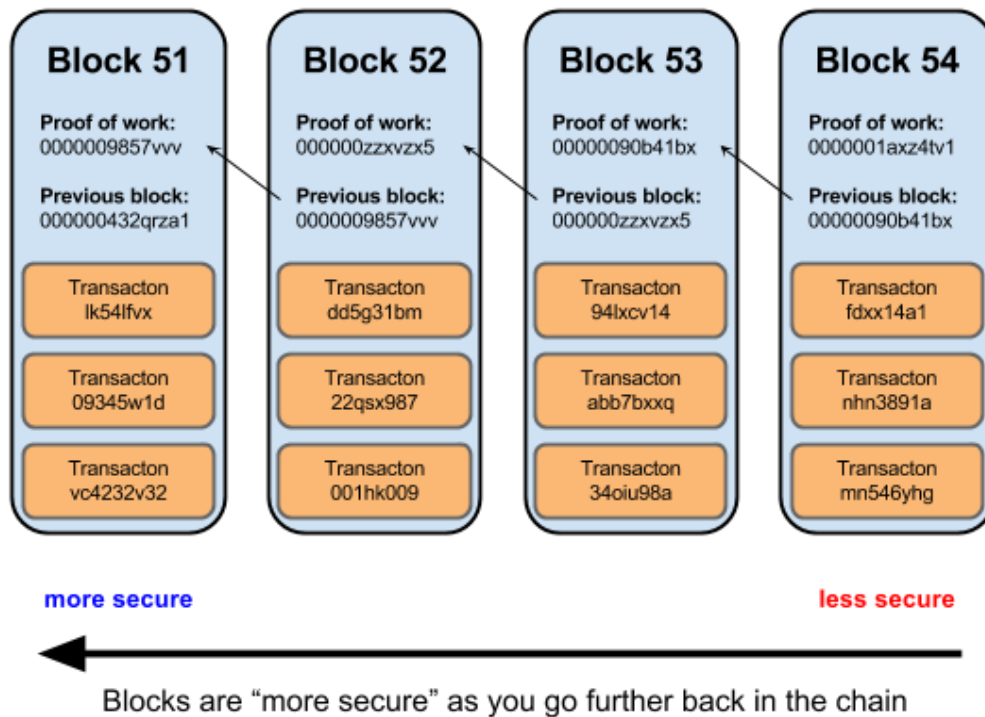 Block 51
Proof of work:
0000009857vvv
Previous block:
000000432qrza1
Transacton
lk54lfvx
Transacton
09345w1d
Transacton
vc4232v32
Block 52
Proof of work:
000000zzxvzx5
Previous block:
0000009857vvv
Transacton
dd5g31bm
Transacton
22qsx987
Transacton
001hk009
Block 53
Proof of work:
00000090b41bx
Previous block:
000000zzxvzx5
Transacton
94lxcv14
Transacton
abb7bxxq
Transacton
34oiu98a
Block 54
Proof of work:
0000001axz4tv1
Previous block:
00000090b41bx
Transacton
fdxx14a1
Transacton
nhn3891a
Transacton
mn546yhg
more secure
less secure
Blocks are “more secure” as you go further back in the chain